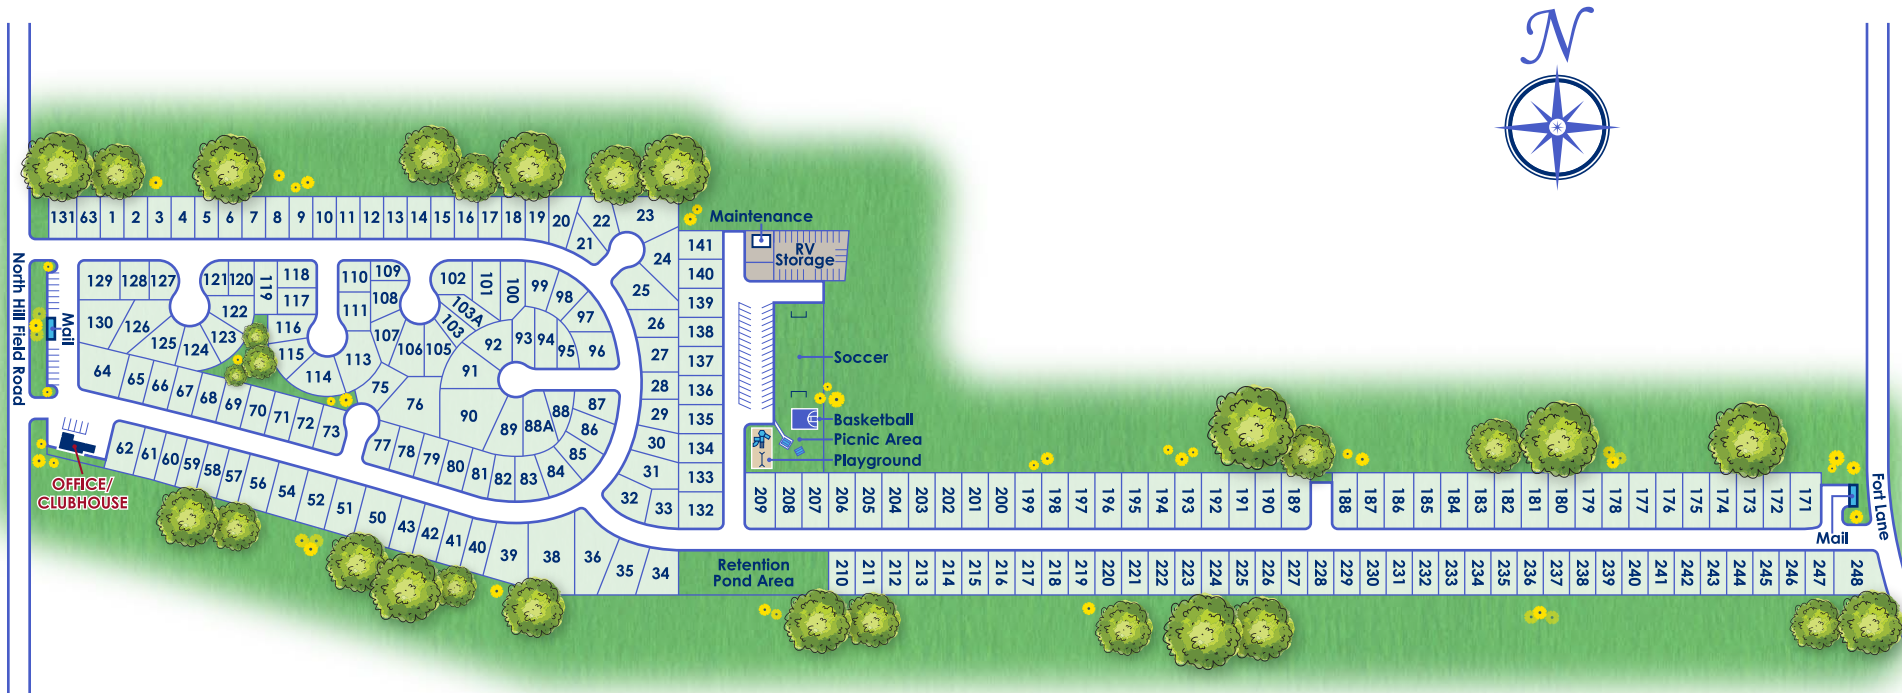 N
131 63 1 2 3 4 5 6 7 8 9 10 11 12 13 14 15 16 17 18 19 20 21 22 23
Maintenance
RV
Storage
24 141
25 140
139
26 138
27 137
28 136
29 135
30 134
31 133
32 33 132
North Hill Field Road
Mail
129 128 127 121 120 119 118 110 109 102 101 100 99 98
117 111 108 103A 97
130 126 125 124 123 122 116 115 114 113 107 106 105 103 92 93 94 95 96
91
64 65 66 67 68 69 70 71 72 73 75 76 90 89 88A 88 87
86
85
77 78 79 80 81 82 83 84
62 61 60 59 58 57 56 54 52 51 50 43 42 41 40 39 38 36 35 34
OFFICE/
CLUBHOUSE
Soccer
Basketball
Picnic Area
Playground
209 208 207 206 205 204 203 202 201 200 199 198 197 196 195 194 193 192 191 190 189 188 187 186 185 184 183 182 181 180 179 178 177 176 175 174 173 172 171
Fort Lane
Mail
Retention
Pond Area
210 211 212 213 214 215 216 217 218 219 220 221 222 223 224 225 226 227 228 229 230 231 232 233 234 235 236 237 238 239 240 241 242 243 244 245 246 247 248